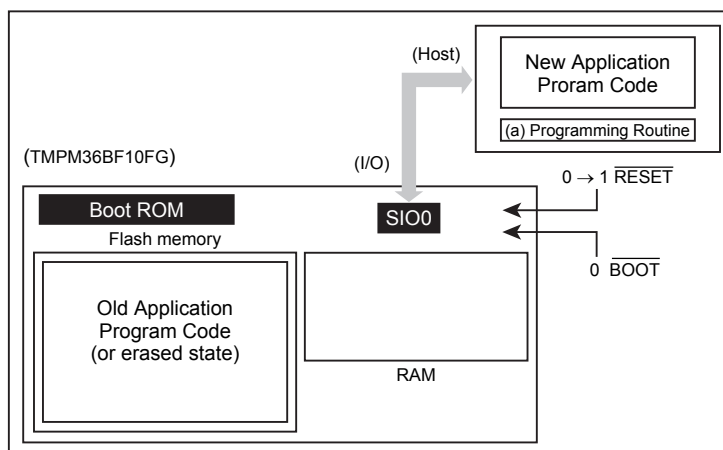 (Host)
New Application
Proram Code
(a) Programming Routine
(TMPM36BF10FG)
(I/O)
0 → 1 RESET
Boot ROM
SIO0
Flash memory
0 BOOT
Old Application
Program Code
(or erased state)
RAM